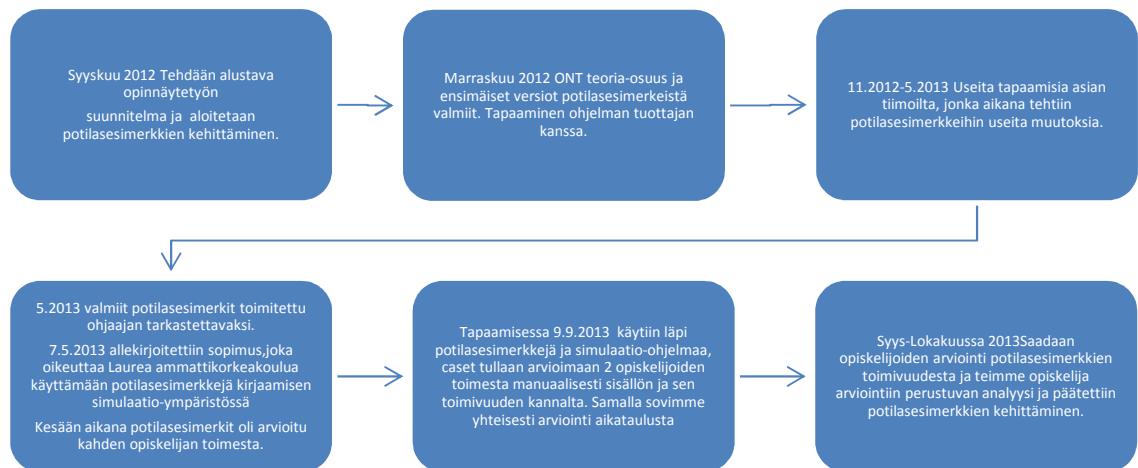 Syyskuu 2012 Tehdään alustava
opinnäytetyön
suunnitelma ja aloitetaan
potilasesimerkkien kehittäminen.
Marraskuu 2012 ONT teoria-osuus ja
ensimäiset versiot potilasesimerkeistä
valmiit. Tapaaminen ohjelman tuottajan
kanssa.
11.2012-5.2013 Useita tapaamisia asian
tiimoilta, jonka aikana tehtiin
potilasesimerkkeihin useita muutoksia.
5.2013 valmiit potilasesimerkit toimitettu
ohjaajan tarkastettavaksi.
7.5.2013 allekirjoitettiin sopimus,joka
oikeuttaa Laurea ammattikorkeakoulua
käyttämään potilasesimerkkejä kirjaamisen
simulaatio-ympäristössä
Kesään aikana potilasesimerkit oli arvioitu
kahden opiskelijan toimesta.
Tapaamisessa 9.9.2013 käytiin läpi
potilasesimerkkejä ja simulaatio-ohjelmaa,
caset tullaan arvioimaan 2 opiskelijoiden
toimesta manuaalisesti sisällön ja sen
toimivuuden kannalta. Samalla sovimme
yhteisesti arviointi aikataulusta
Syys-Lokakuussa 2013Saadaan
opiskelijoiden arviointi potilasesimerkkien
toimivuudesta ja teimme opiskelija
arviointiin perustuvan analyysi ja päätettiin
potilasesimerkkien kehittäminen.